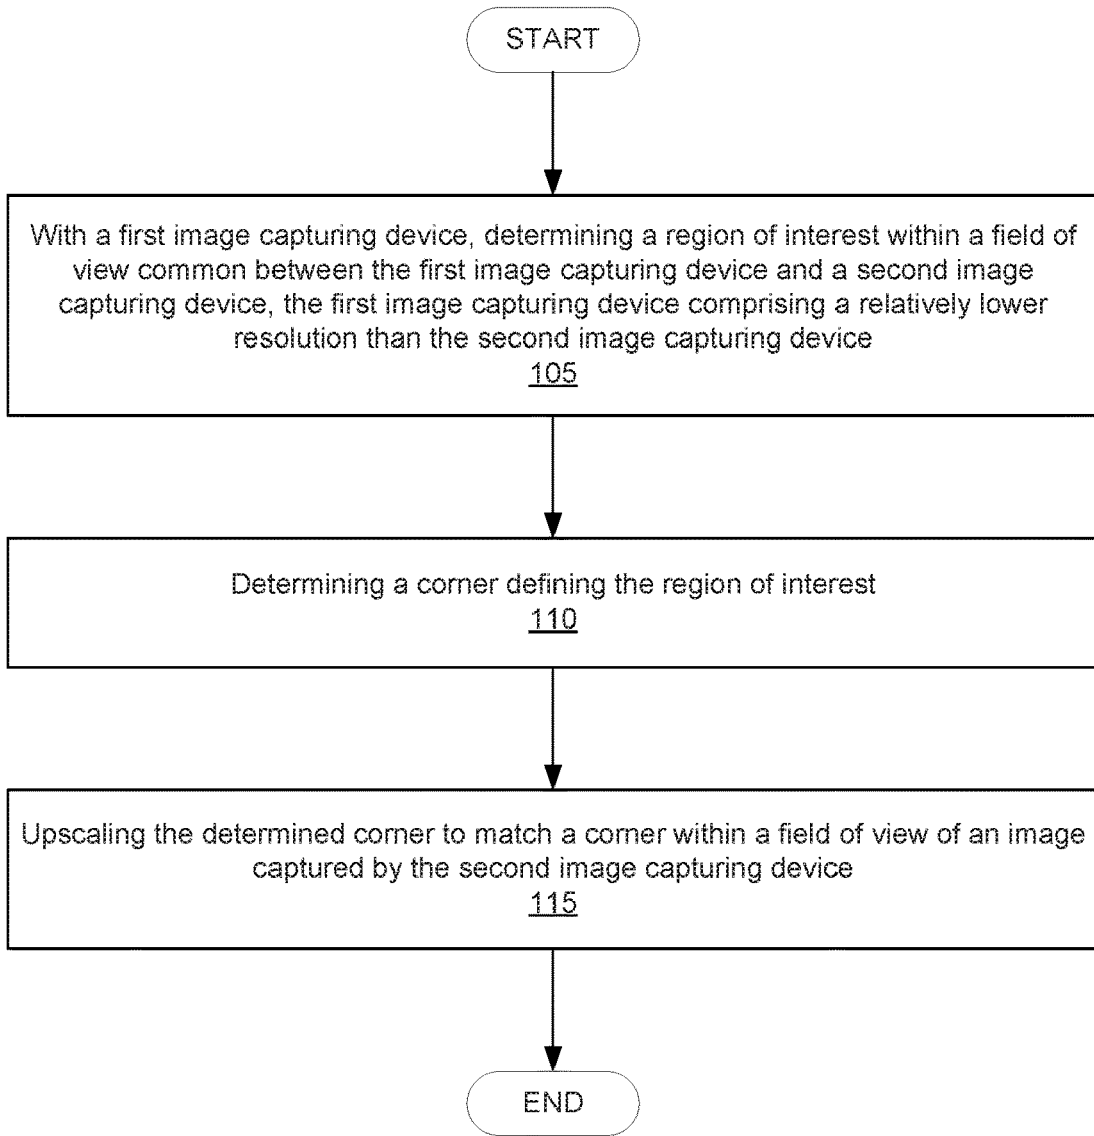 START
With a first image capturing device, determining a region of interest within a field of
view common between the first image capturing device and a second image
capturing device, the first image capturing device comprising a relatively lower
resolution than the second image capturing device
105
Determining a corner defining the region of interest
110
Upscaling the determined corner to match a corner within a field of view of an image
captured by the second image capturing device
115
END